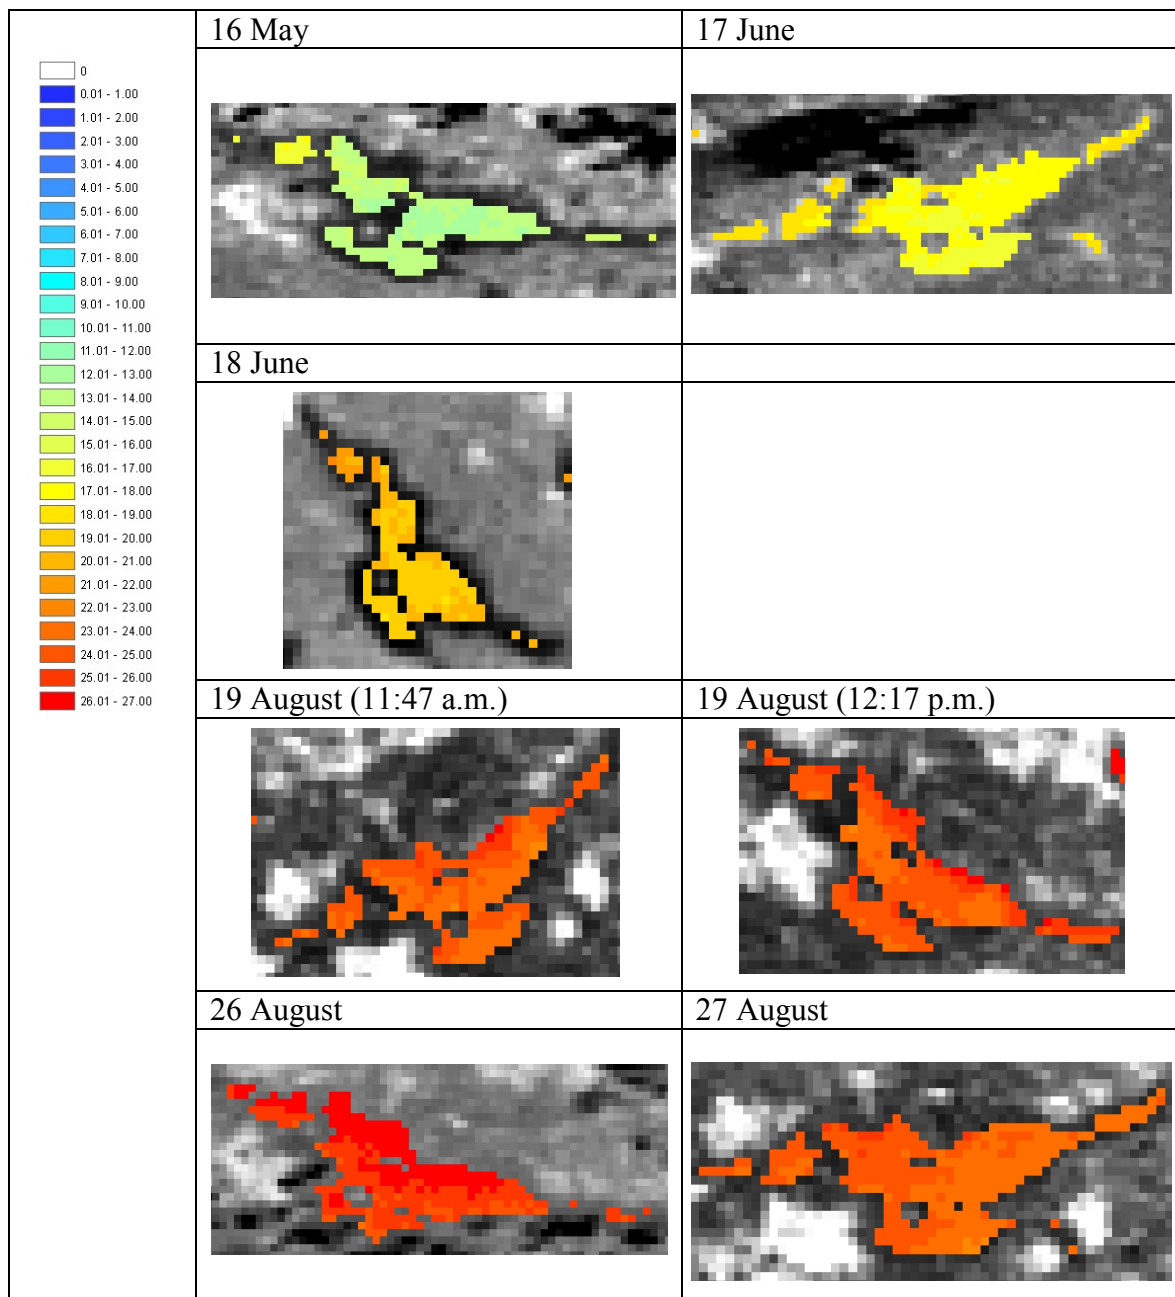 16 May
17 June
0
0.01 - 1.00
1.01 - 2.00
2.01 - 3.00
3.01 - 4.00
4.01 - 5.00
5.01 - 6.00
6.01 - 7.00
7.01 - 8.00
8.01 - 9.00
9.01 - 10.00
10.01 - 11.00
11.01 - 12.00
12.01 - 13.00
13.01 - 14.00
14.01 - 15.00
15.01 - 16.00
16.01 - 17.00
17.01 - 18.00
18.01 - 19.00
19.01 - 20.00
20.01 - 21.00
21.01 - 22.00
22.01 - 23.00
23.01 - 24.00
24.01 - 25.00
25.01 - 26.00
26.01 - 27.00
18 June
19 August (11:47 a.m.)
19 August (12:17 p.m.)
26 August
27 August